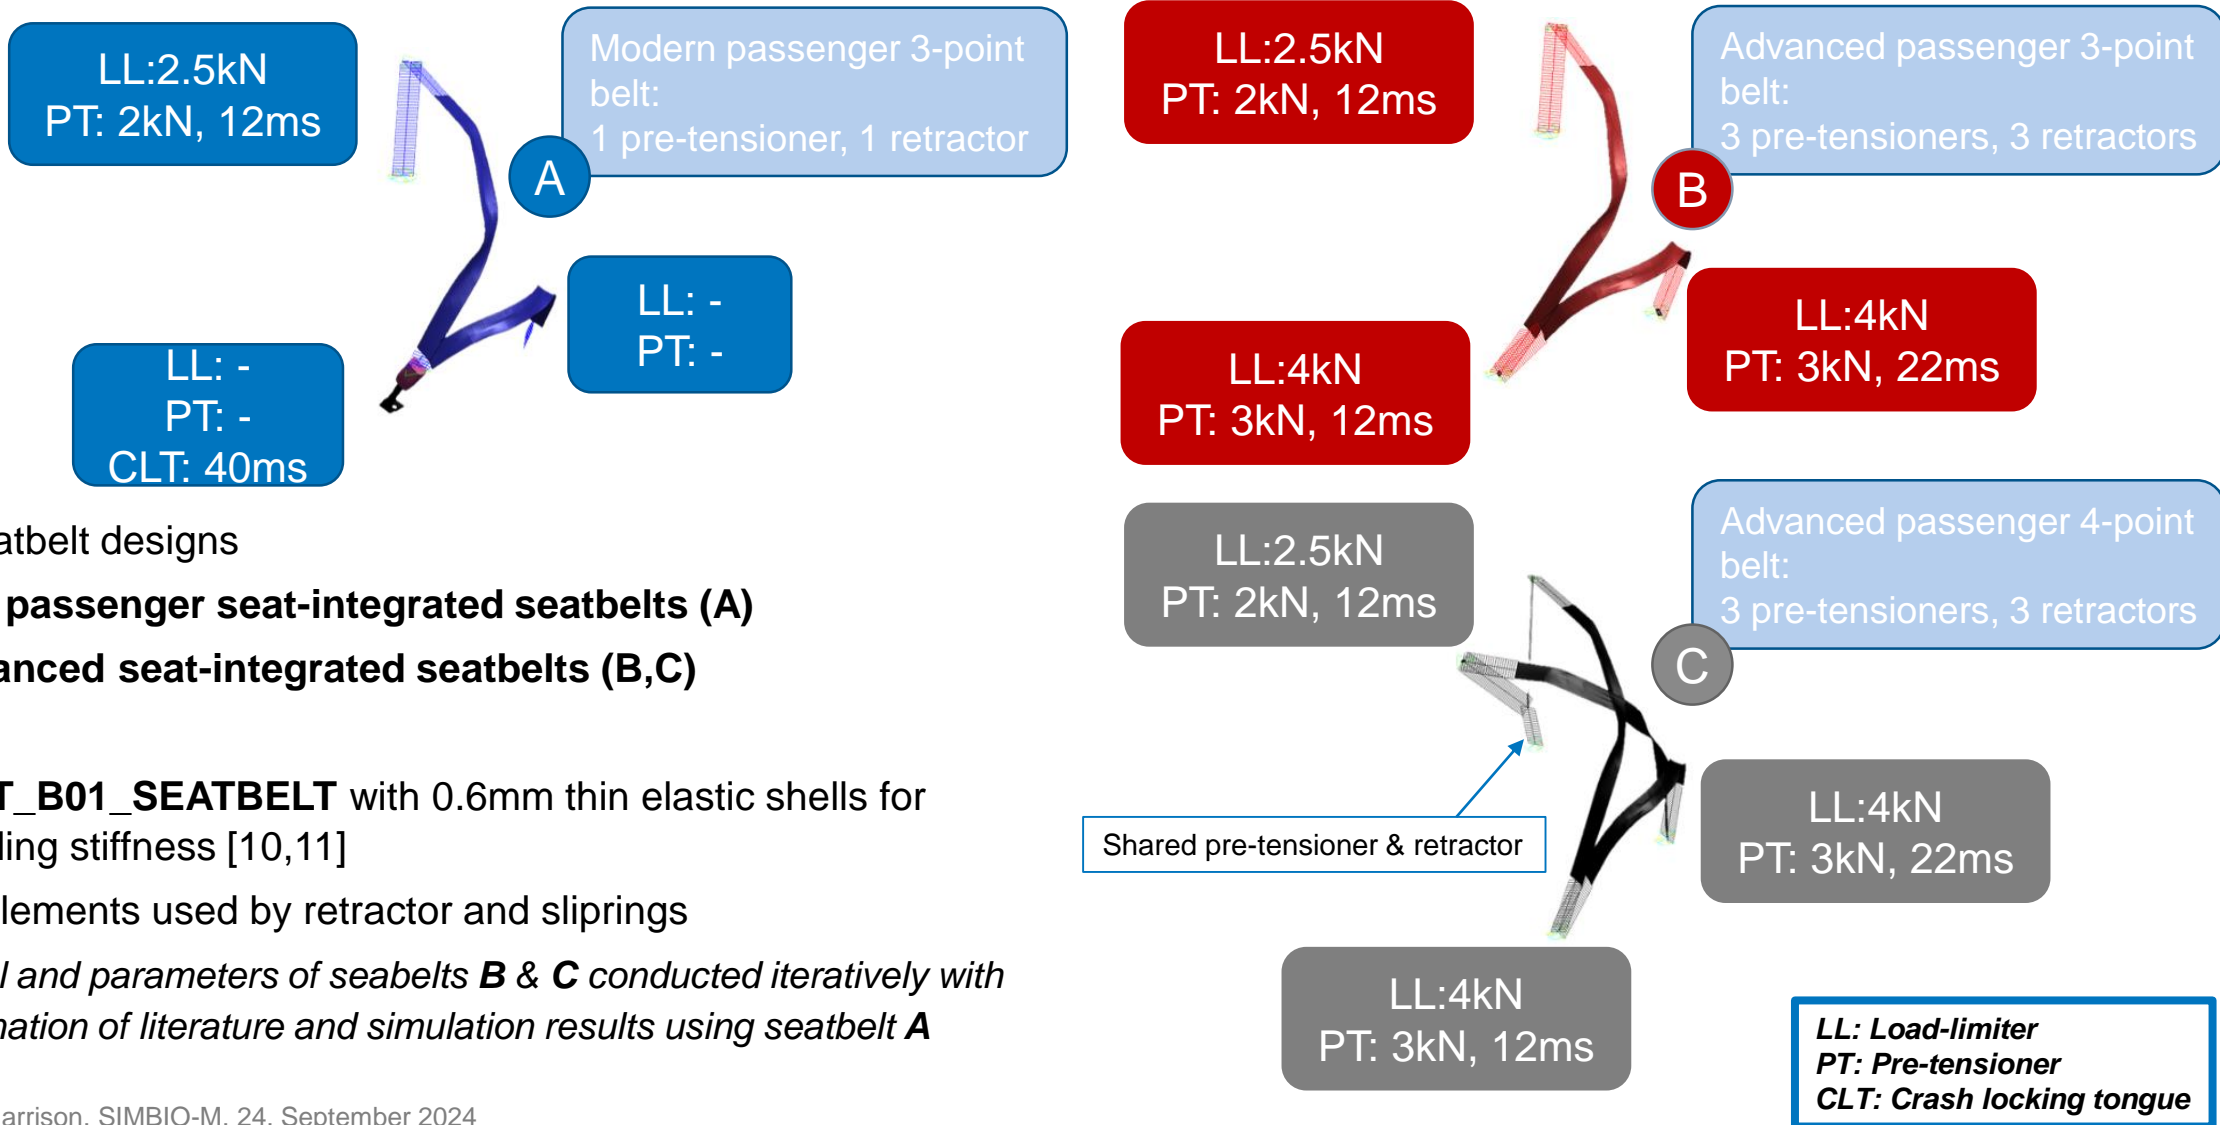 LL:2.5kN
PT: 2kN, 12ms
Modern passenger 3-point
belt:
1 pre-tensioner, 1 retractor
A
LL: -
PT: -
LL: -
PT: -
CLT: 40ms
LL:2.5kN
PT: 2kN, 12ms
Advanced passenger 3-point
belt:
3 pre-tensioners, 3 retractors
B
LL:4kN
PT: 3kN, 22ms
LL:4kN
PT: 3kN, 12ms
LL:2.5kN
PT: 2kN, 12ms
Advanced passenger 4-point
belt:
3 pre-tensioners, 3 retractors
C
Shared pre-tensioner & retractor
LL:4kN
PT: 3kN, 22ms
LL:4kN
PT: 3kN, 12ms
atbelt designs
passenger seat-integrated seatbelts (A)
anced seat-integrated seatbelts (B,C)
T_B01_SEATBELT with 0.6mm thin elastic shells for
ding stiffness [10,11]
lements used by retractor and sliprings
l and parameters of seabelts B & C conducted iteratively with
nation of literature and simulation results using seatbelt A
arrison, SIMBIO-M, 24. September 2024
LL: Load-limiter
PT: Pre-tensioner
CLT: Crash locking tongue